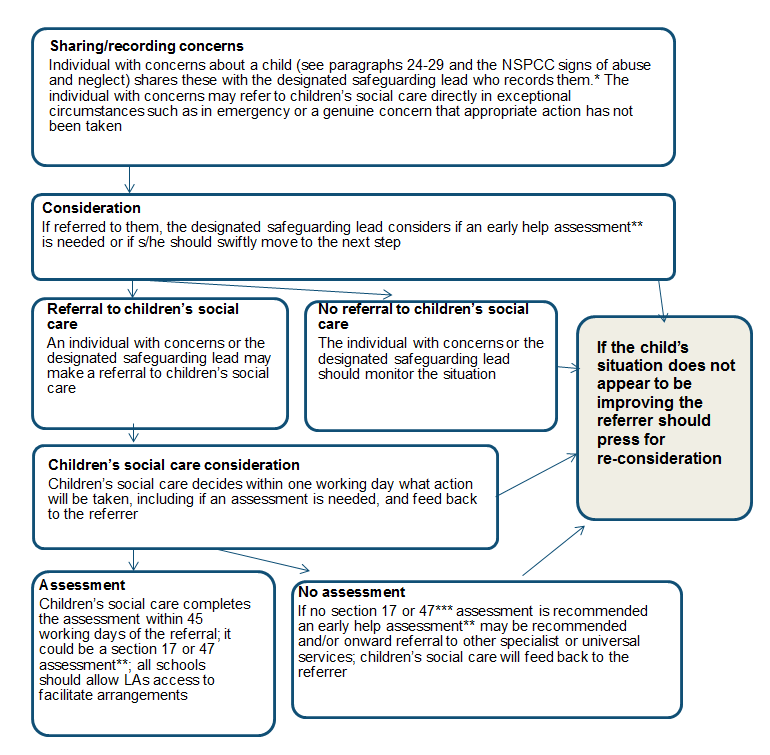 Sharing/recording concerns
Individual with concerns about a child (see paragraphs 24-29 and the NSPCC signs of abuse
and neglect) shares these with the designated safeguarding lead who records them.* The
individual with concerns may refer to children’s social care directly in exceptional
circumstances such as in emergency or a genuine concern that appropriate action has not
been taken
Consideration
If referred to them, the designated safeguarding lead considers if an early help assessment**
is needed or if s/he should swiftly move to the next step
Referral to children’s social
care
An individual with concerns or the
designated safeguarding lead may
make a referral to children’s social
care
No referral to children’s social
care
The individual with concerns or the
designated safeguarding lead
should monitor the situation
If the child’s
situation does not
appear to be
improving the
referrer should
press for
re-consideration
Children’s social care consideration
Children’s social care decides within one working day what action
will be taken, including if an assessment is needed, and feed back
to the referrer
Assessment
Children’s social care completes
the assessment within 45
working days of the referral; it
could be a section 17 or 47
assessment**; all schools
should allow LAs access to
facilitate arrangements
No assessment
If no section 17 or 47*** assessment is recommended
an early help assessment** may be recommended
and/or onward referral to other specialist or universal
services; children’s social care will feed back to the
referrer